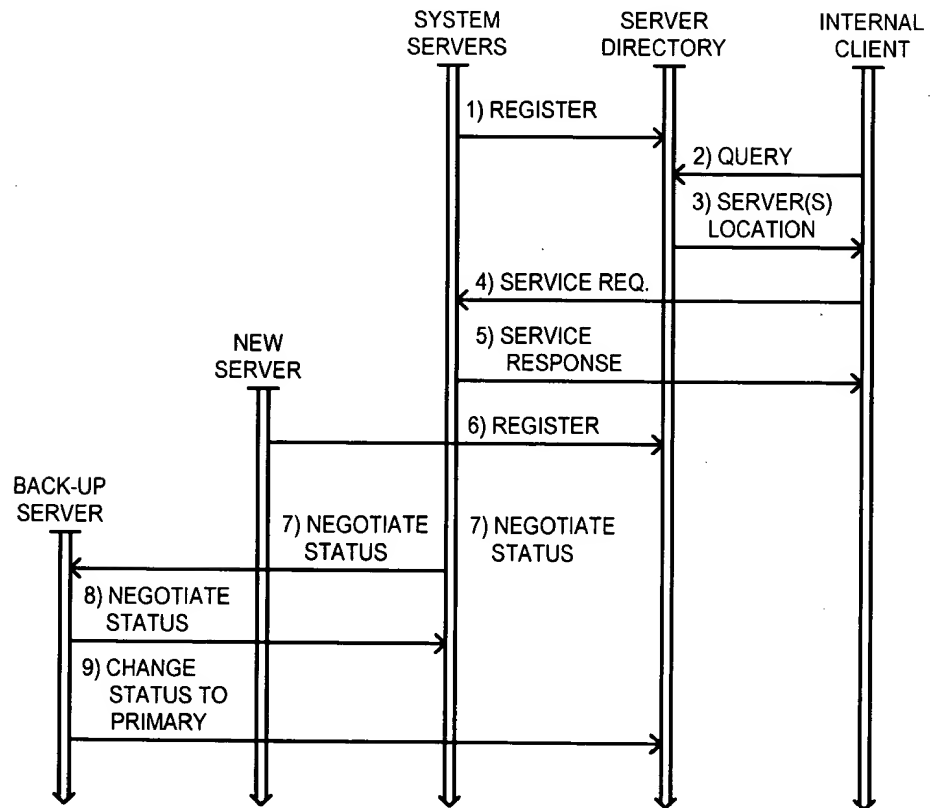 SYSTEM
SERVERS
SERVER
DIRECTORY
INTERNAL
CLIENT
1) REGISTER
2) QUERY
3) SERVER(S)
LOCATION
4) SERVICE REQ.
5) SERVICE
RESPONSE
NEW
SERVER
6) REGISTER
BACK-UP
SERVER
7) NEGOTIATE
STATUS
7) NEGOTIATE
STATUS
8) NEGOTIATE
STATUS
9) CHANGE
STATUS TO
PRIMARY